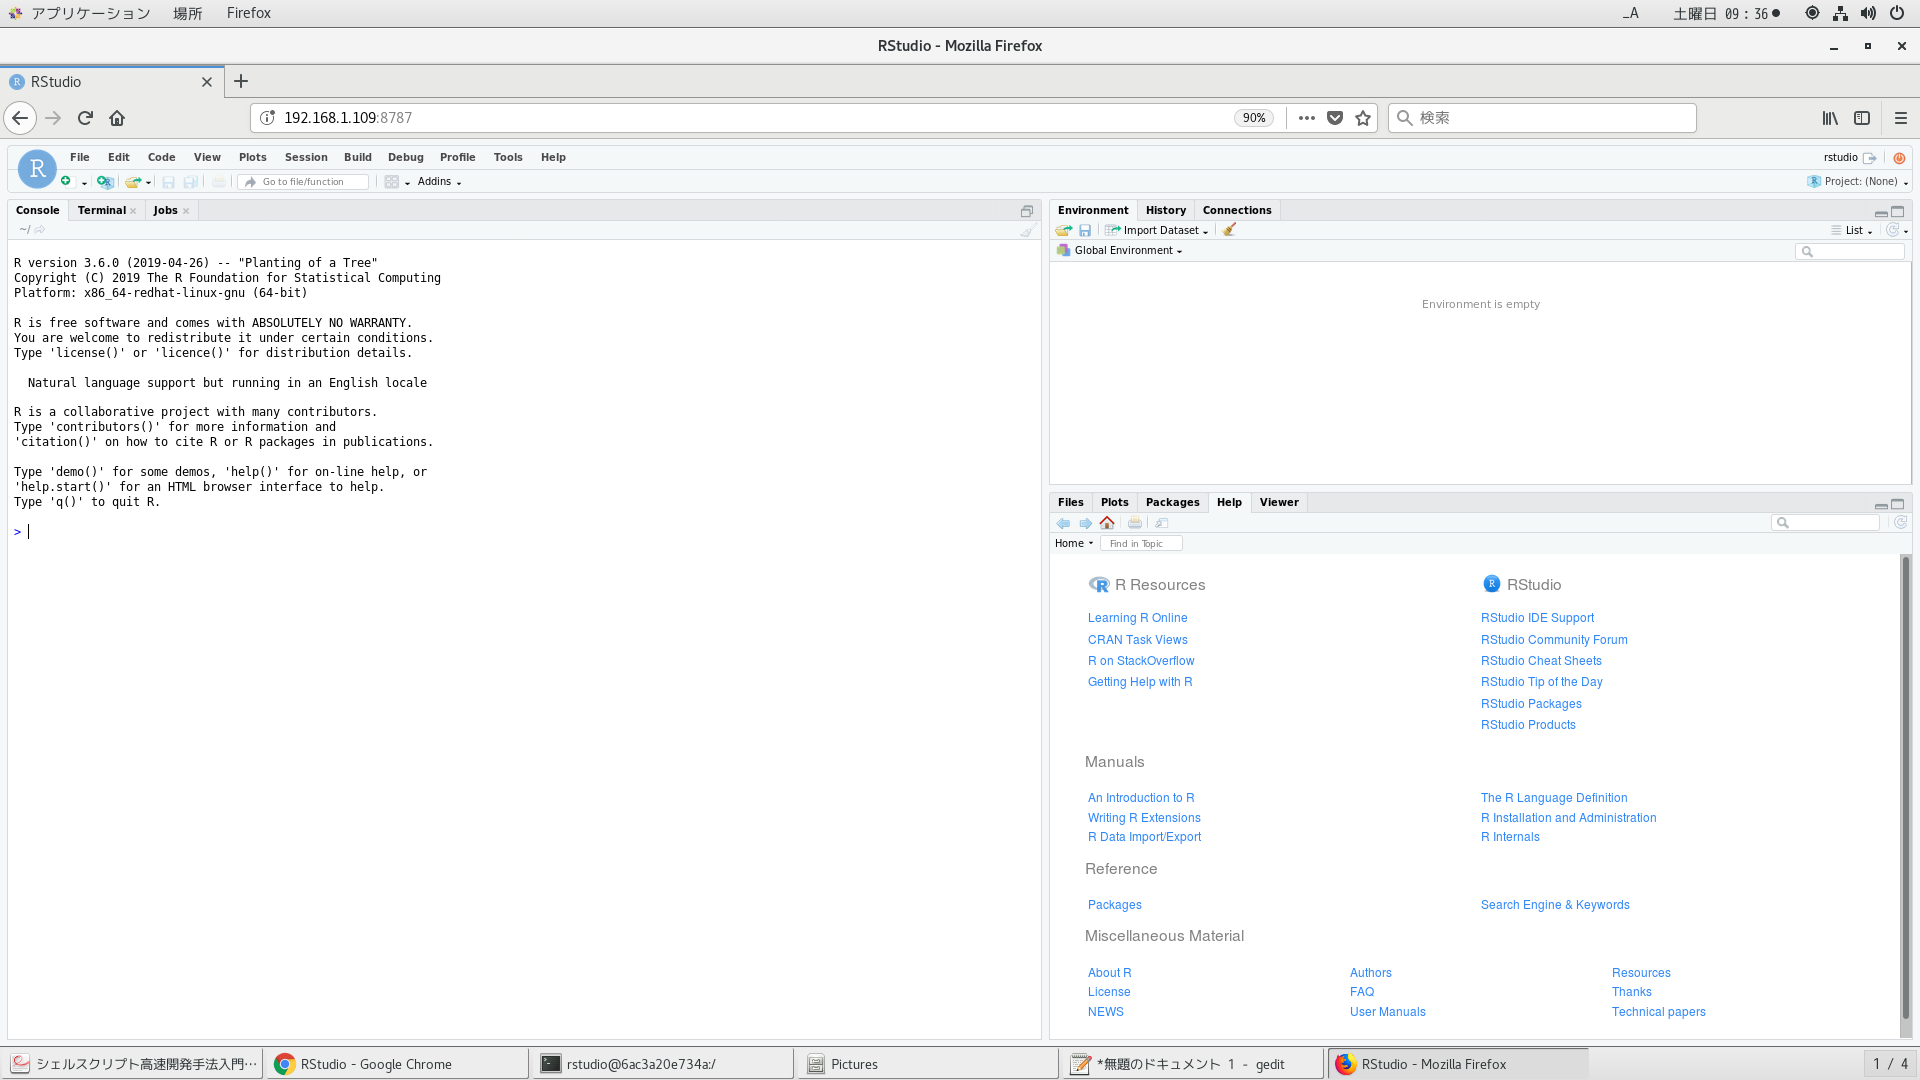 アプリケーション 場所 Firefox _A 土曜日 09：36●
RStudio - Mozilla Firefox
RStudio
192.168.1.109:8787 90% 検索
File Edit Code View Plots Session Build Debug Profile Tools Help rstudio
Go to file/function Addins Project: (None)
Console Terminal Jobs
~/
R version 3.6.0 (2019-04-26) -- "Planting of a Tree"
Copyright (C) 2019 The R Foundation for Statistical Computing
Platform: x86_64-redhat-linux-gnu (64-bit)
R is free software and comes with ABSOLUTELY NO WARRANTY.
You are welcome to redistribute it under certain conditions.
Type 'license()' or 'licence()' for distribution details.
Natural language support but running in an English locale
R is a collaborative project with many contributors.
Type 'contributors()' for more information and
'citation()' on how to cite R or R packages in publications.
Type 'demo()' for some demos, 'help()' for on-line help, or
'help.start()' for an HTML browser interface to help.
Type 'q()' to quit R.
>
Environment History Connections
Import Dataset List
Global Environment
Environment is empty
Files Plots Packages Help Viewer
Home Find in Topic
R Resources RStudio
Learning R Online RStudio IDE Support
CRAN Task Views RStudio Community Forum
R on StackOverflow RStudio Cheat Sheets
Getting Help with R RStudio Tip of the Day
RStudio Packages
RStudio Products
Manuals
An Introduction to R The R Language Definition
Writing R Extensions R Installation and Administration
R Data Import/Export R Internals
Reference
Packages Search Engine & Keywords
Miscellaneous Material
About R Authors Resources
License FAQ Thanks
NEWS User Manuals Technical papers
シェルスクリプト高速開発手法入門… RStudio - Google Chrome rstudio@6ac3a20e734a:/ Pictures *無題のドキュメント 1 - gedit RStudio - Mozilla Firefox 1 / 4